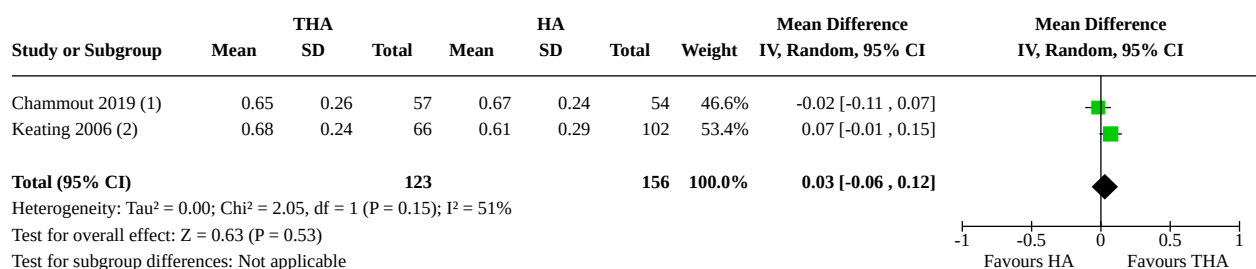 THA HA Mean Difference Mean Difference
Study or Subgroup Mean SD Total Mean SD Total Weight IV, Random, 95% CI IV, Random, 95% CI
Chammout 2019 (1) 0.65 0.26 57 0.67 0.24 54 46.6% -0.02 [-0.11 , 0.07]
Keating 2006 (2) 0.68 0.24 66 0.61 0.29 102 53.4% 0.07 [-0.01 , 0.15]
Total (95% CI) 123 156 100.0% 0.03 [-0.06 , 0.12]
Heterogeneity: Tau² = 0.00; Chi² = 2.05, df = 1 (P = 0.15); I² = 51%
Test for overall effect: Z = 0.63 (P = 0.53) -1 -0.5 0 0.5 1
Test for subgroup differences: Not applicable Favours HA Favours THA